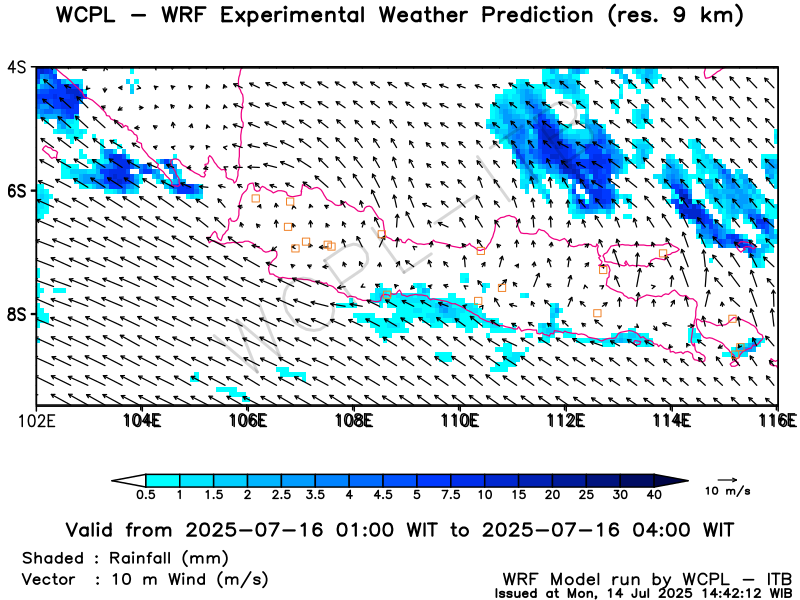 WCPL – WRF Experimental Weather Prediction (res. 9 km)
4S
6S
8S
102E 104E 106E 108E 110E 112E 114E 116E
WCPL-ITB
0.5 1 1.5 2 2.5 3.5 4 4.5 5 7.5 10 15 20 25 30 40
10 m/s
Valid from 2025-07-16 01:00 WIT to 2025-07-16 04:00 WIT
Shaded : Rainfall (mm)
Vector : 10 m Wind (m/s)
WRF Model run by WCPL – ITB
Issued at Mon, 14 Jul 2025 14:42:12 WIB